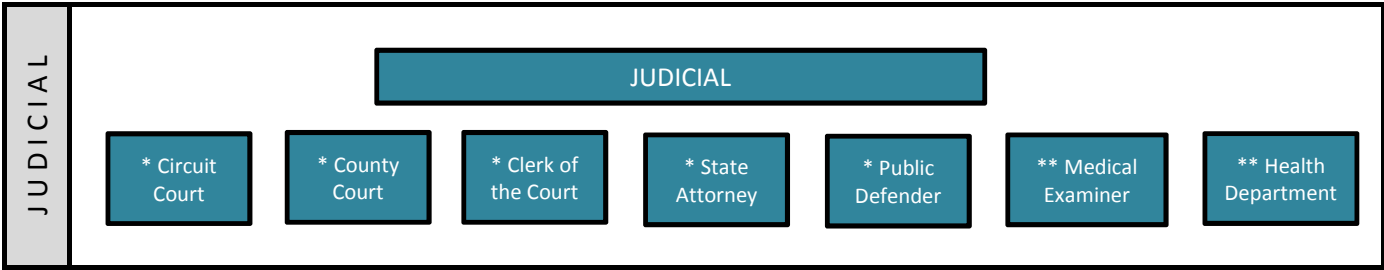 JUDICIAL
JUDICIAL
* Circuit
Court
* County
Court
* Clerk of
the Court
* State
Attorney
* Public
Defender
** Medical
Examiner
** Health
Department